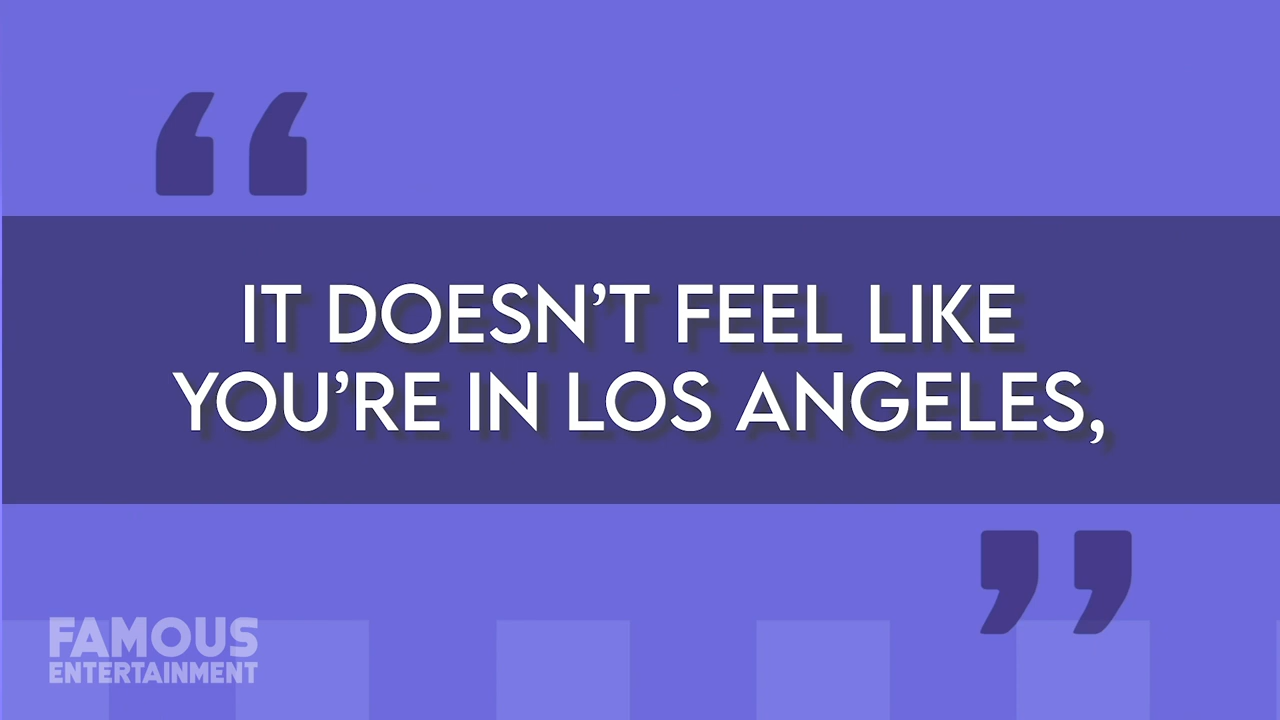 “
IT DOESN’T FEEL LIKE
YOU’RE IN LOS ANGELES,
”
FAMOUS
ENTERTAINMENT